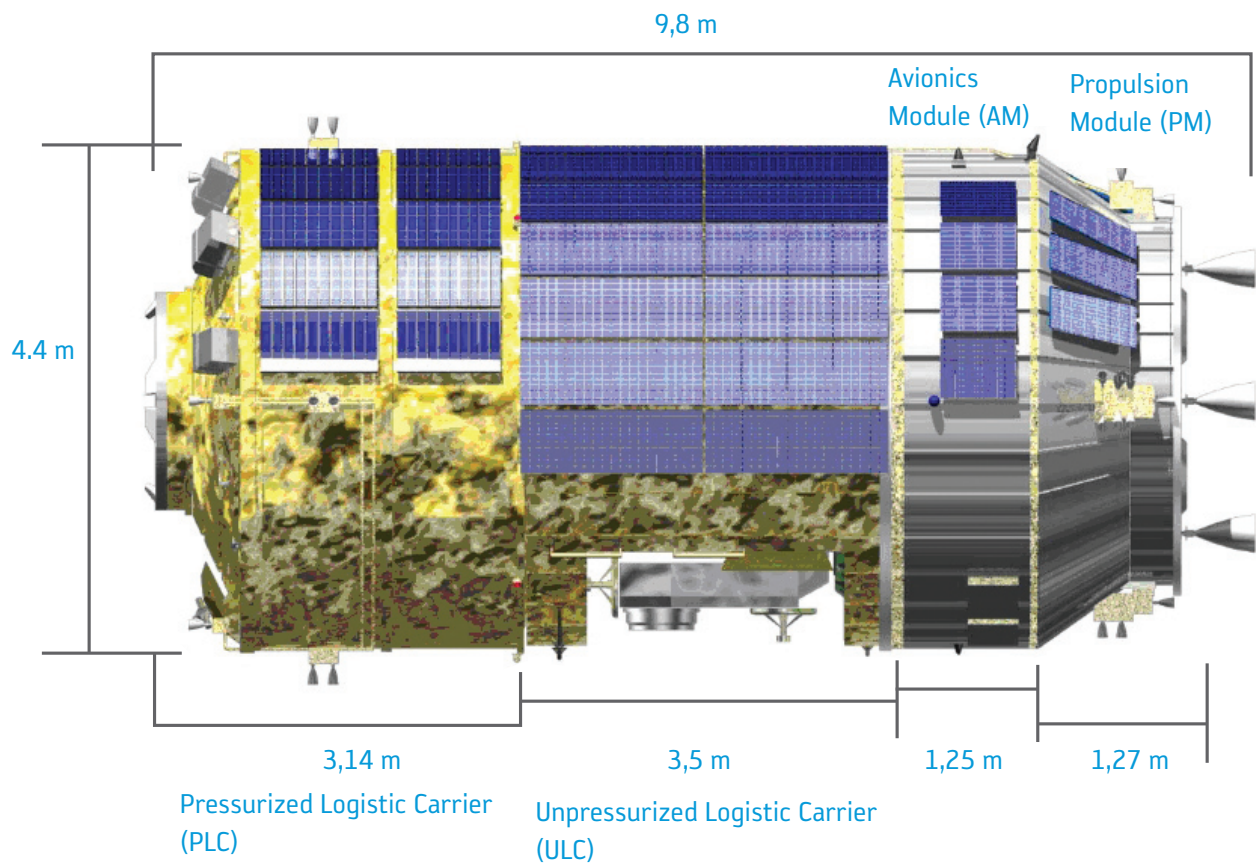 9,8 m
Avionics
Module (AM)
Propulsion
Module (PM)
4.4 m
3,14 m
3,5 m
1,25 m
1,27 m
Pressurized Logistic Carrier
(PLC)
Unpressurized Logistic Carrier
(ULC)